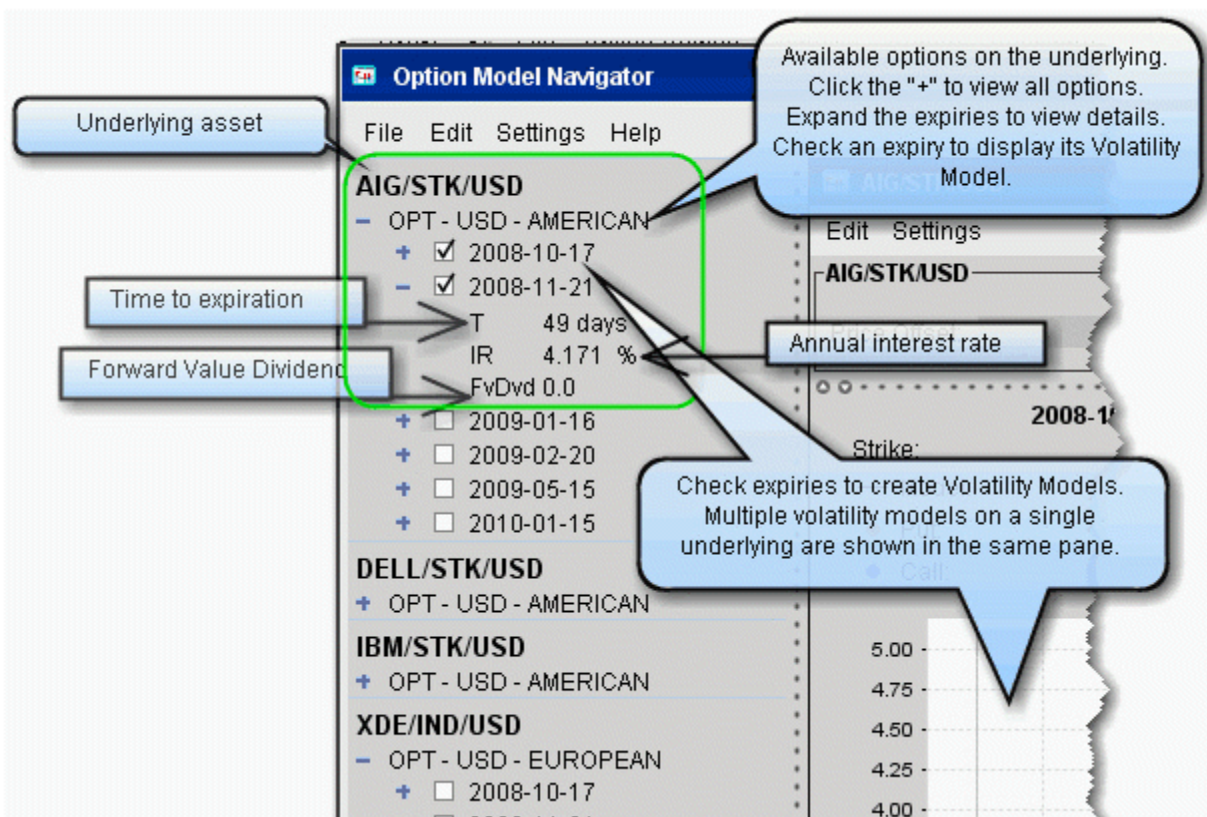 Option Model Navigator
Available options on the underlying.
Click the "+" to view all options.
Expand the expiries to view details.
Check an expiry to display its Volatility
Model.
Underlying asset
File Edit Settings Help
AIG/STK/USD
− OPT - USD - AMERICAN
+ 2008-10-17
− 2008-11-21
Time to expiration
T 49 days
IR 4.171 %
Annual interest rate
Forward Value Dividend
FvDvd 0.0
+ 2009-01-16
+ 2009-02-20
+ 2009-05-15
+ 2010-01-15
DELL/STK/USD
+ OPT - USD - AMERICAN
IBM/STK/USD
+ OPT - USD - AMERICAN
XDE/IND/USD
− OPT - USD - EUROPEAN
+ 2008-10-17
AIG/ST
Edit Settings
AIG/STK/USD
Price Offset
2008-1
Strike:
Check expiries to create Volatility Models.
Multiple volatility models on a single
underlying are shown in the same pane.
Call:
5.00
4.75
4.50
4.25
4.00